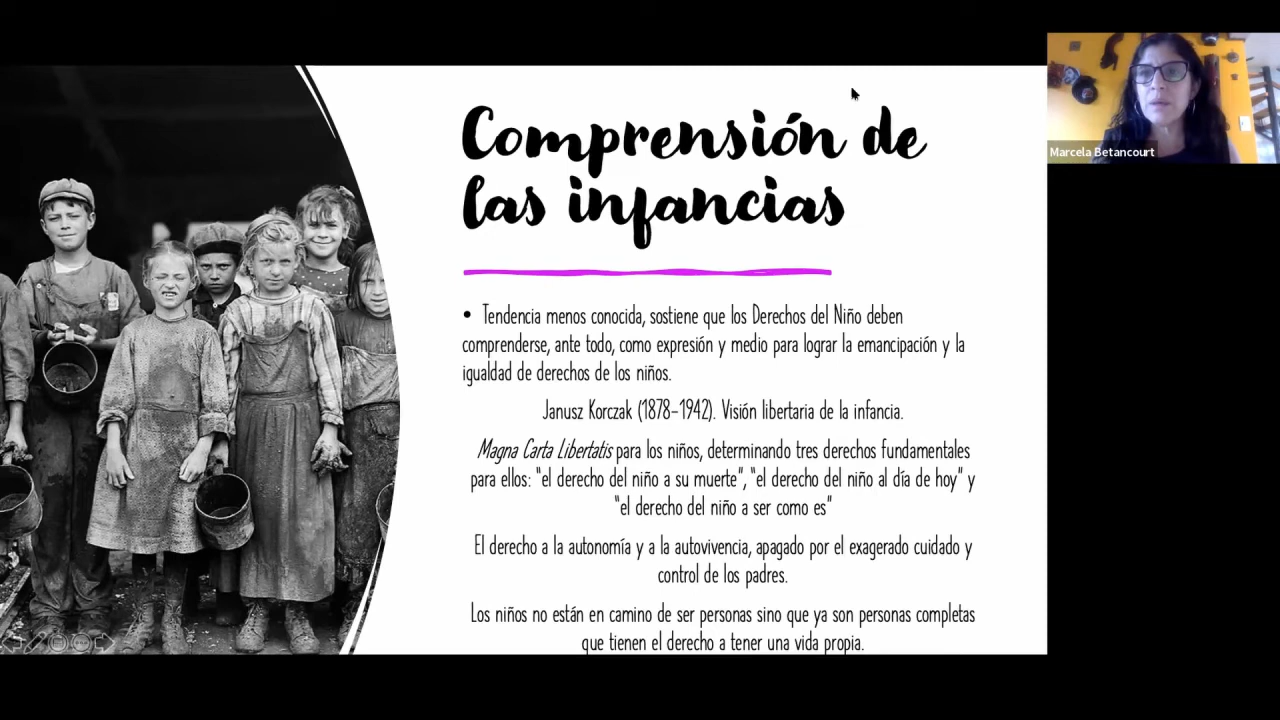 Comprensión de
las infancias
Marcela Betancourt
• Tendencia menos conocida, sostiene que los Derechos del Niño deben
comprenderse, ante todo, como expresión y medio para lograr la emancipación y la
igualdad de derechos de los niños.
Janusz Korczak (1878-1942). Visión libertaria de la infancia.
Magna Carta Libertatis para los niños, determinando tres derechos fundamentales
para ellos: "el derecho del niño a su muerte", "el derecho del niño al día de hoy" y
"el derecho del niño a ser como es"
El derecho a la autonomía y a la autovivencia, apagado por el exagerado cuidado y
control de los padres.
Los niños no están en camino de ser personas sino que ya son personas completas
que tienen el derecho a tener una vida propia.